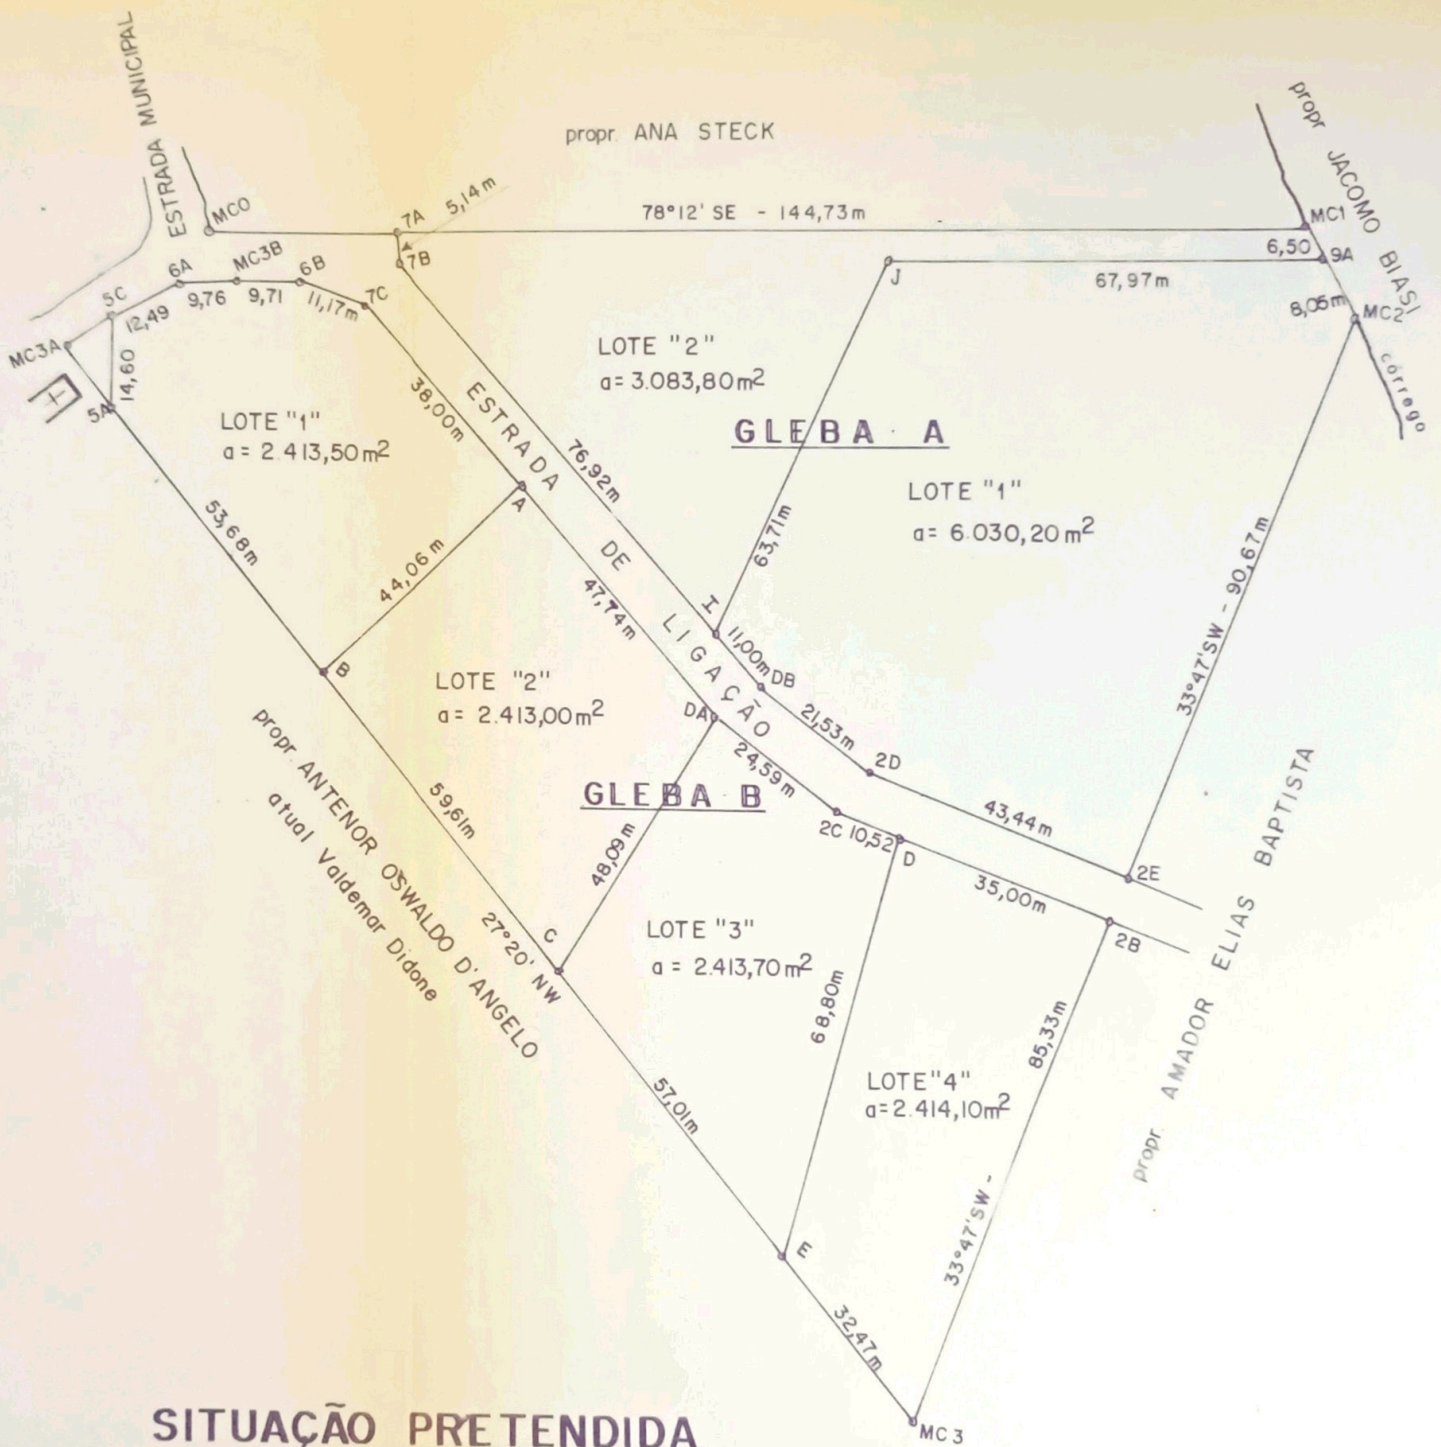 ESTRADA MUNICIPAL
propr. ANA STECK
propr JACOMO BIASI
córrego
MC0
7A
5,14m
78°12' SE - 144,73m
MC1
6,50
9A
7B
J
67,97m
8,05m
MC2
6A
MC3B
6B
7C
5C
12,49
9,76
9,71
11,17m
MC3A
14,60
5A
LOTE "2"
a= 3.083,80m²
GLEBA A
LOTE "1"
a= 2.413,50m²
38,00m
ESTRADA DE LIGAÇÃO
76,92m
63,71m
LOTE "1"
a= 6.030,20m²
A
53,68m
44,06 m
47,74m
I
11,00m
DB
33°47'SW - 90,67m
B
LOTE "2"
a= 2.413,00m²
DA
21,53m
2D
24,59m
GLEBA B
43,44m
2C
10,52
D
2E
propr. ANTENOR OSWALDO D'ANGELO
atual Valdemar Didone
59,61m
48,09m
35,00m
2B
27°20' NW
C
LOTE "3"
a = 2.413,70m²
68,80m
85,33m
propr. AMADOR ELIAS BAPTISTA
LOTE "4"
a=2.414,10m²
57,01m
33°47'SW -
E
32,47m
MC3
SITUAÇÃO PRETENDIDA